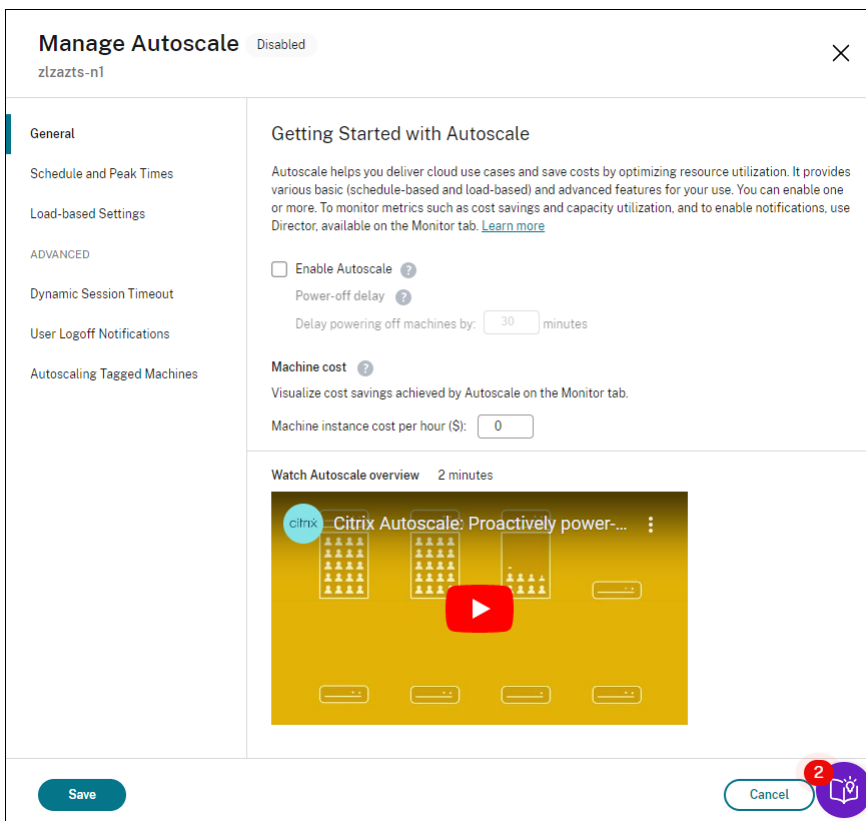 Manage Autoscale Disabled
zlzazts-n1
General
Schedule and Peak Times
Load-based Settings
ADVANCED
Dynamic Session Timeout
User Logoff Notifications
Autoscaling Tagged Machines
Getting Started with Autoscale
Autoscale helps you deliver cloud use cases and save costs by optimizing resource utilization. It provides
various basic (schedule-based and load-based) and advanced features for your use. You can enable one
or more. To monitor metrics such as cost savings and capacity utilization, and to enable notifications, use
Director, available on the Monitor tab. Learn more
Enable Autoscale ?
Power-off delay ?
Delay powering off machines by: 30 minutes
Machine cost ?
Visualize cost savings achieved by Autoscale on the Monitor tab.
Machine instance cost per hour ($): 0
Watch Autoscale overview 2 minutes
citrix Citrix Autoscale: Proactively power-...
Save
Cancel
2